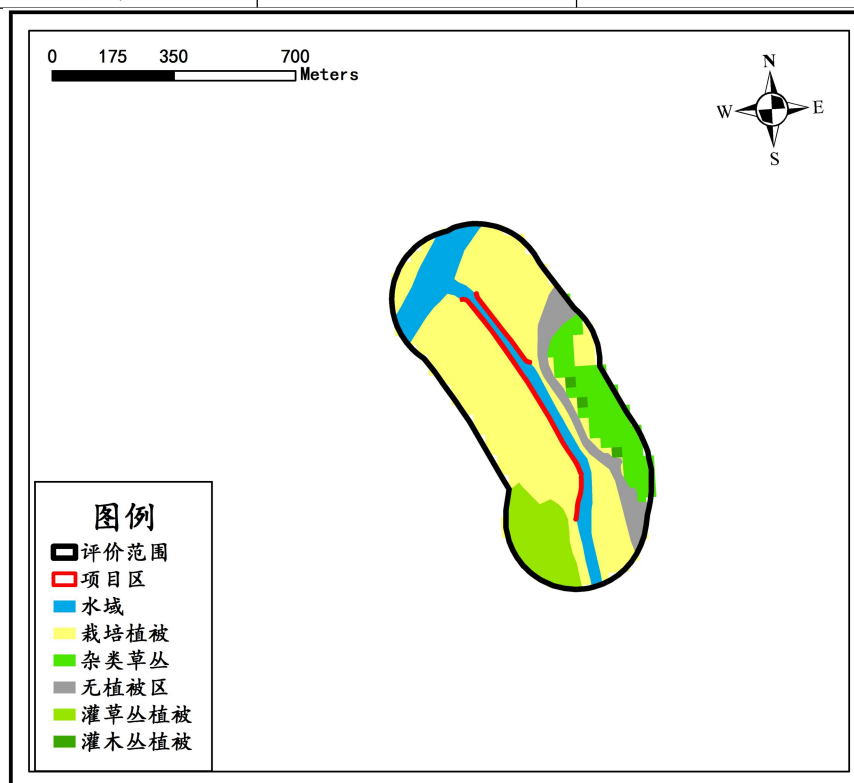 0 175 350 700
Meters
N
W E
S
图例
评价范围
项目区
水域
栽培植被
杂类草丛
无植被区
灌草丛植被
灌木丛植被